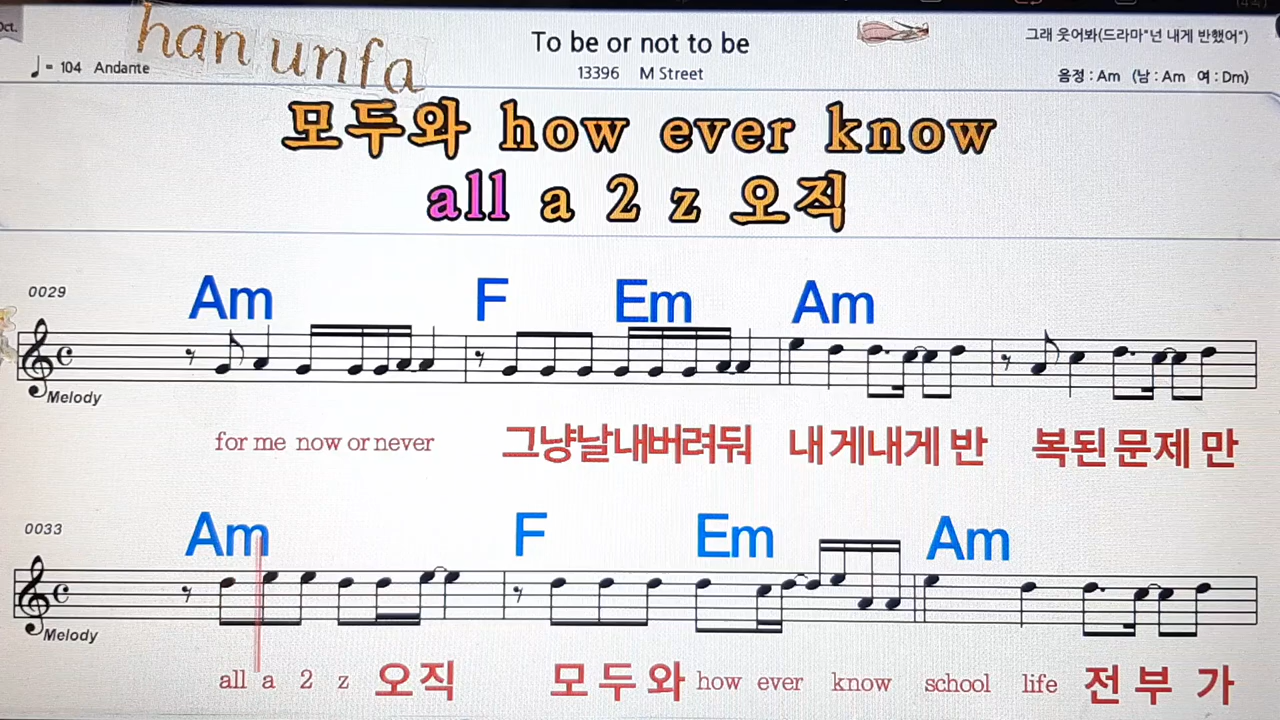 Oct.
han unfa
To be or not to be
그래 웃어봐(드라마"넌 내게 반했어")
♩= 104 Andante
13396 M Street
음정 : Am (남 : Am 여 : Dm)
모두와 how ever know
all a 2 z 오직
0029 Am F Em Am
Melody
for me now or never 그냥날내버려둬 내게내게 반 복된 문제 만
0033 Am F Em Am
Melody
all a 2 z 오직 모두와 how ever know school life 전 부 가